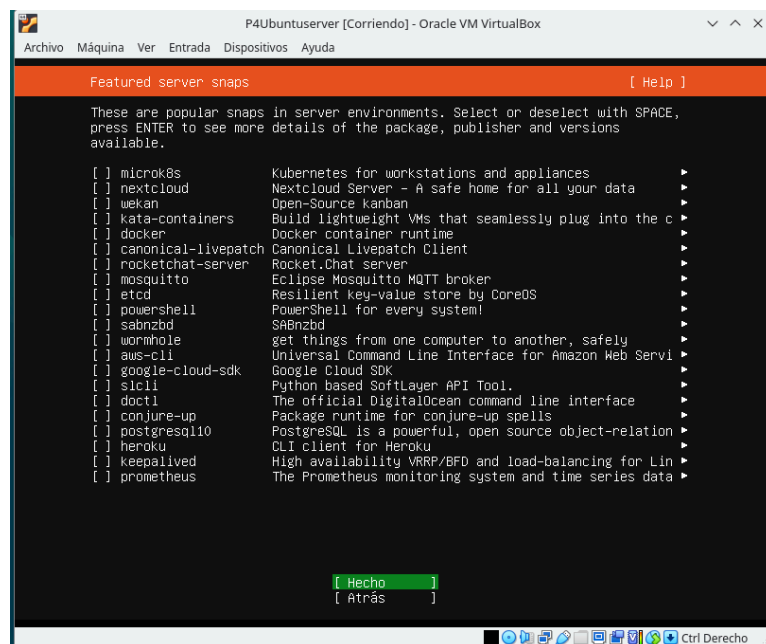 P4Ubuntuserver [Corriendo] - Oracle VM VirtualBox
Archivo Máquina Ver Entrada Dispositivos Ayuda
Featured server snaps [ Help ]
These are popular snaps in server environments. Select or deselect with SPACE,
press ENTER to see more details of the package, publisher and versions
available.
[ ] microk8s Kubernetes for workstations and appliances ▸
[ ] nextcloud Nextcloud Server - A safe home for all your data ▸
[ ] wekan Open-Source kanban ▸
[ ] kata-containers Build lightweight VMs that seamlessly plug into the c ▸
[ ] docker Docker container runtime ▸
[ ] canonical-livepatch Canonical Livepatch Client ▸
[ ] rocketchat-server Rocket.Chat server ▸
[ ] mosquitto Eclipse Mosquitto MQTT broker ▸
[ ] etcd Resilient key-value store by CoreOS ▸
[ ] powershell PowerShell for every system! ▸
[ ] sabnzbd SABnzbd ▸
[ ] wormhole get things from one computer to another, safely ▸
[ ] aws-cli Universal Command Line Interface for Amazon Web Servi ▸
[ ] google-cloud-sdk Google Cloud SDK ▸
[ ] slcli Python based SoftLayer API Tool. ▸
[ ] doctl The official DigitalOcean command line interface ▸
[ ] conjure-up Package runtime for conjure-up spells ▸
[ ] postgresql10 PostgreSQL is a powerful, open source object-relation ▸
[ ] heroku CLI client for Heroku ▸
[ ] keepalived High availability VRRP/BFD and load-balancing for Lin ▸
[ ] prometheus The Prometheus monitoring system and time series data ▸
[ Hecho ]
[ Atrás ]
Ctrl Derecho